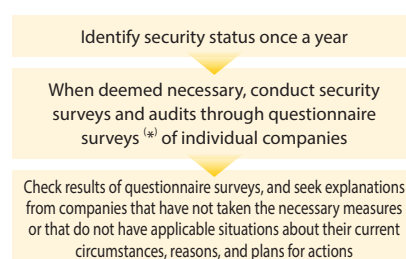 Identify security status once a year
When deemed necessary, conduct security
surveys and audits through questionnaire
surveys (*) of individual companies
Check results of questionnaire surveys, and seek explanations
from companies that have not taken the necessary measures
or that do not have applicable situations about their current
circumstances, reasons, and plans for actions